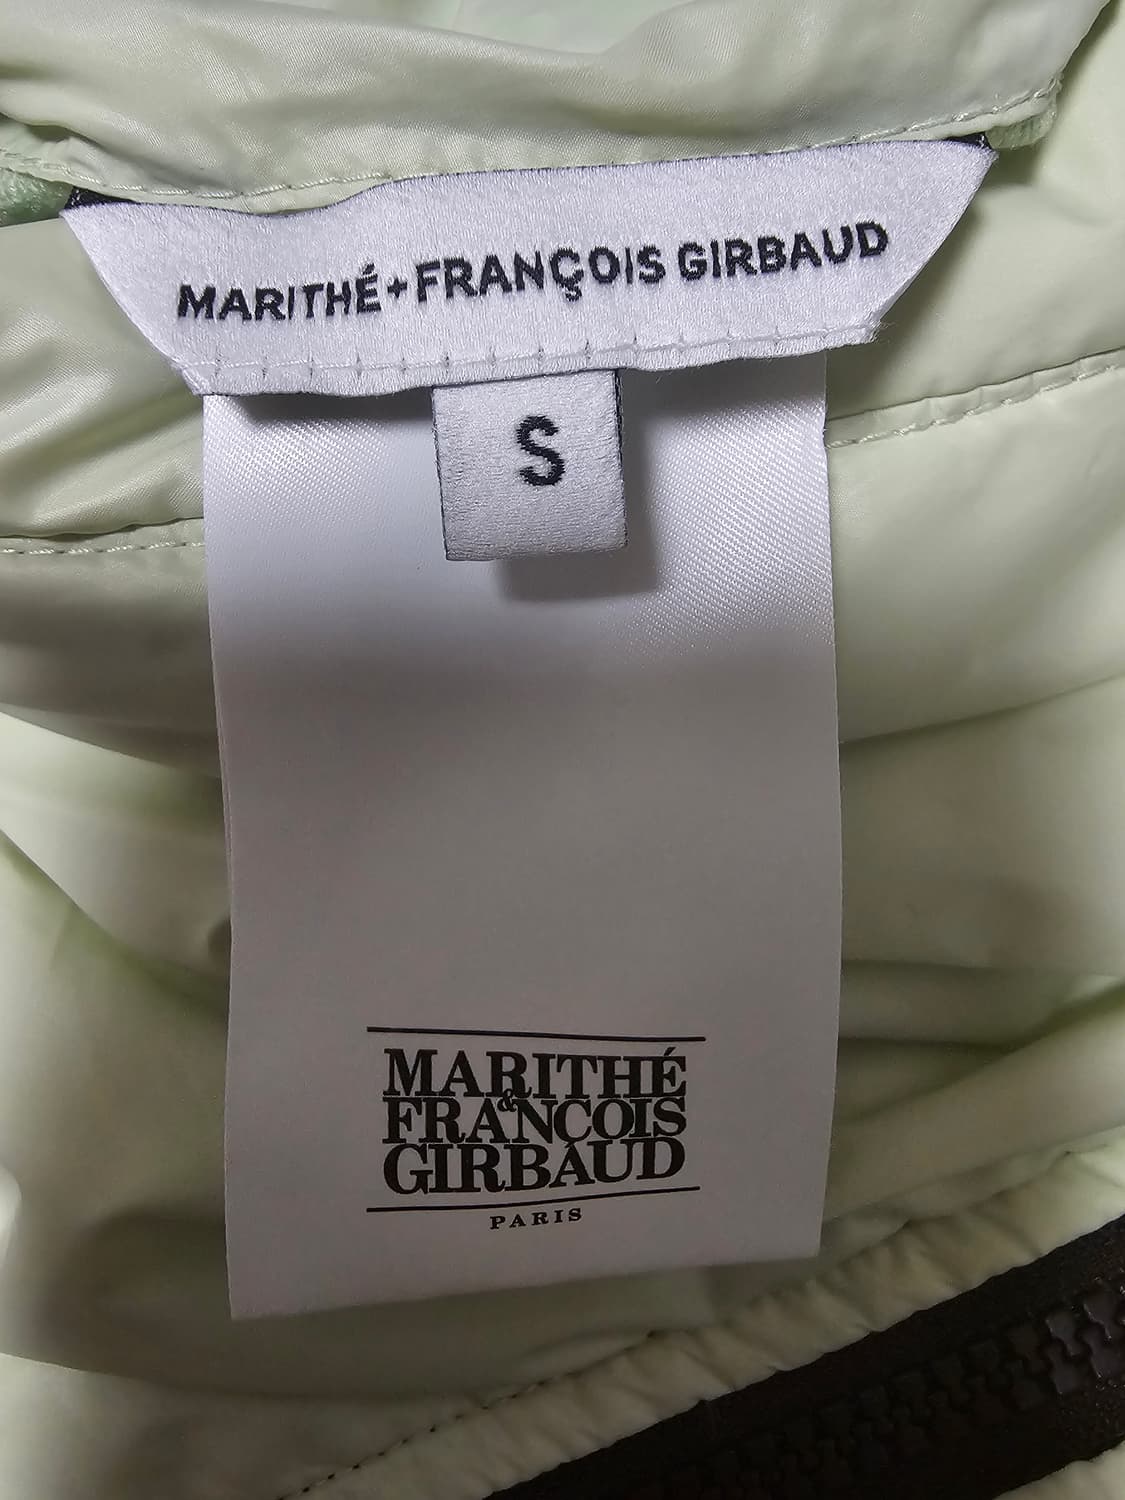 MARITHÉ+FRANÇOIS GIRBAUD
S
MARITHÉ
&
FRANÇOIS
GIRBAUD
PARIS